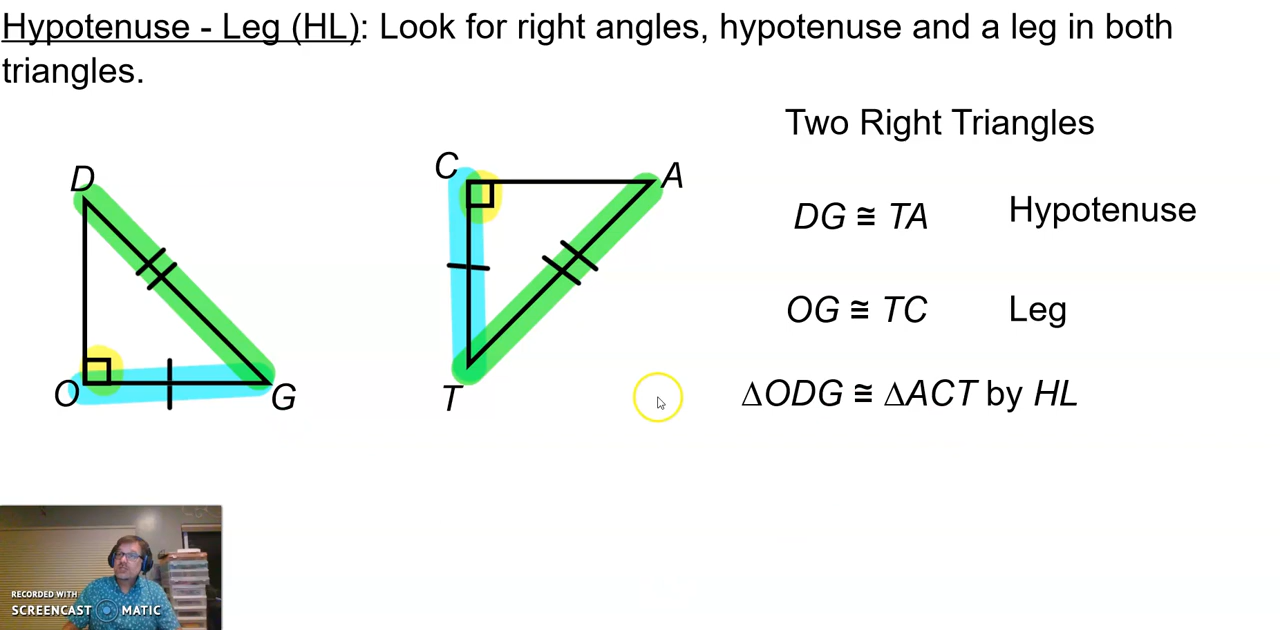 Hypotenuse - Leg (HL): Look for right angles, hypotenuse and a leg in both
triangles.
Two Right Triangles
D
C
A
DG ≅ TA Hypotenuse
OG ≅ TC Leg
O
G
T
ΔODG ≅ ΔACT by HL
RECORDED WITH
SCREENCAST MATIC